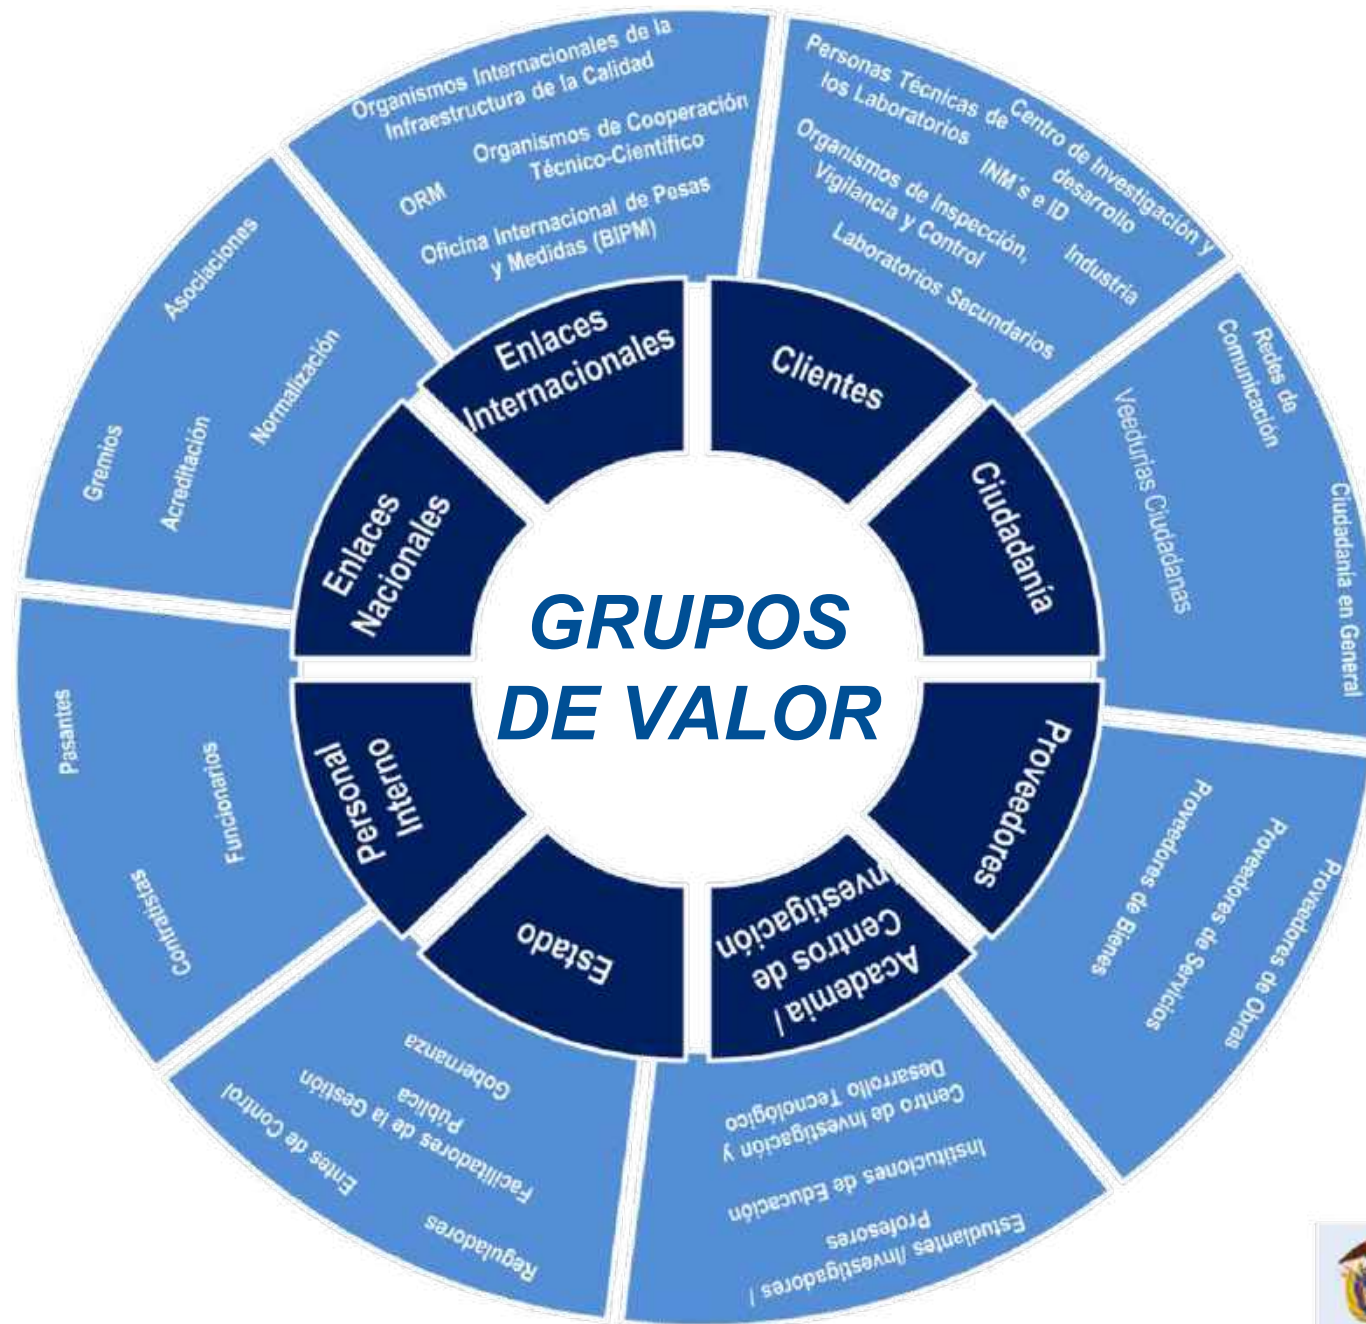 GRUPOS
DE VALOR
Enlaces
Internacionales
Organismos Internacionales de la
Infraestructura de la Calidad
Organismos de Cooperación
Técnico-Científico
ORM
Oficina Internacional de Pesas
y Medidas (BIPM)
Clientes
Personas Técnicas de
los Laboratorios
Centro de Investigación y
desarrollo
INM´s e ID
Organismos de Inspección,
Vigilancia y Control
Industria
Laboratorios Secundarios
Ciudadanía
Redes de
Comunicación
Veedurias Ciudadanas
Ciudadanía en General
Proveedores
Proveedores de Bienes
Proveedores de Servicios
Proveedores de Obras
Academia /
Centros de
Investigación
Centro de Investigación y
Desarrollo Tecnológico
Instituciones de Educación
Estudiantes /Investigadores /
Profesores
Estado
Gobernanza
Facilitadores de la Gestión
Pública
Entes de Control
Reguladores
Personal
Interno
Pasantes
Funcionarios
Contratistas
Enlaces
Nacionales
Asociaciones
Normalización
Acreditación
Gremios